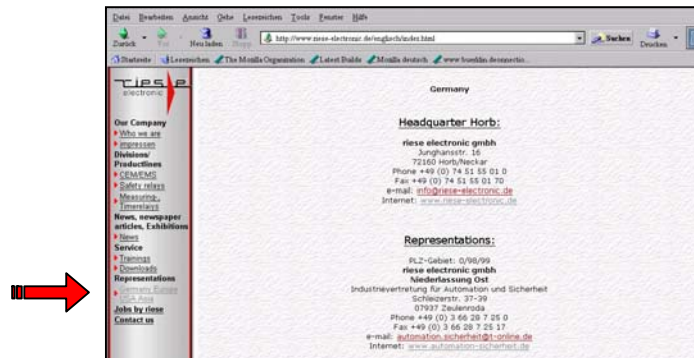 Datei Bearbeiten Ansicht Gehe Lesezeichen Tools Fenster Hilfe
Zurück Vor Neu laden Stopp http://www.riese-electronic.de/englisch/index.html Suchen Drucken
Startseite Lesezeichen The Mozilla Organization Latest Builds Mozilla deutsch
riese
electronic
Our Company
Who we are
impressen
Divisions/
Productlines
CEM/EMS
Safety relays
Measuring-,
Timerelays
News, newspaper
articles, Exhibitions
News
Service
Trainings
Downloads
Representations
Germany Europe
USA Asia
Jobs by riese
Contact us
Germany
Headquarter Horb:
riese electronic gmbh
Junghansstr. 16
72160 Horb/Neckar
Phone +49 (0) 74 51 55 01 0
Fax +49 (0) 74 51 55 01 70
e-mail: info@riese-electronic.de
Internet: www.riese-electronic.de
Representations:
PLZ-Gebiet: 0/98/99
riese electronic gmbh
Niederlassung Ost
Industrievertretung für Automation und Sicherheit
Schleizerstr. 37-39
07937 Zeulenroda
Phone +49 (0) 3 66 28 7 25 0
Fax +49 (0) 3 66 28 7 25 17
e-mail: automation.sicherheit@t-online.de
Internet: www.automation-sicherheit.de